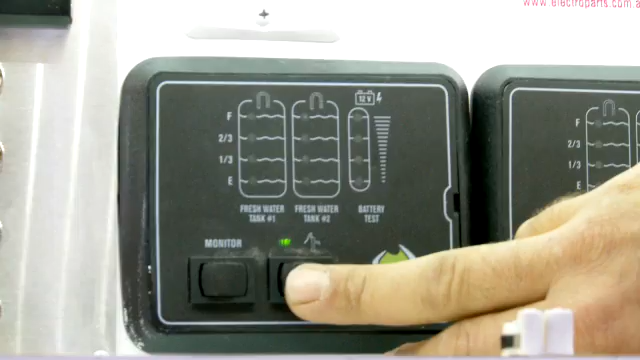 www.electroparts.com.a
12 V
F
2/3
1/3
E
FRESH WATER
TANK #1
FRESH WATER
TANK #2
BATTERY
TEST
MONITOR
F
2/3
1/3
E